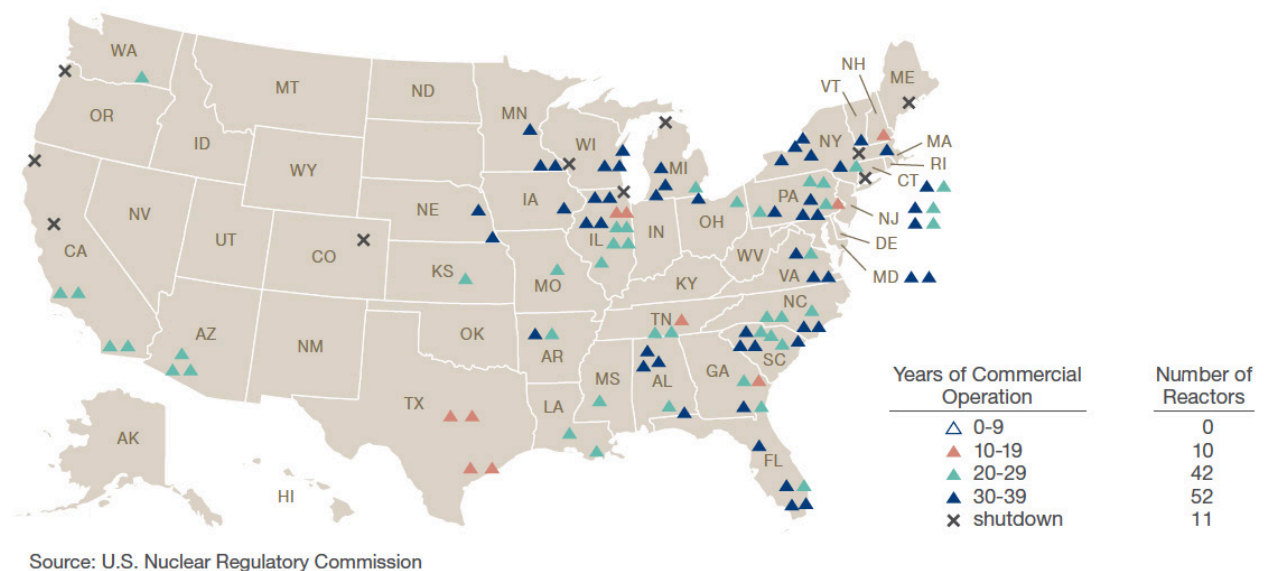 WA
MT
ND
MN
OR
ID
WY
WI
MI
NH
VT
ME
NY
MA
RI
CT
NV
UT
NE
IA
IL
IN
OH
PA
NJ
DE
MD
CA
CO
KS
MO
KY
WV
VA
AZ
NM
OK
AR
TN
NC
SC
TX
LA
MS
AL
GA
FL
AK
HI
Years of Commercial Number of
Operation Reactors
0-9 0
10-19 10
20-29 42
30-39 52
shutdown 11
Source: U.S. Nuclear Regulatory Commission